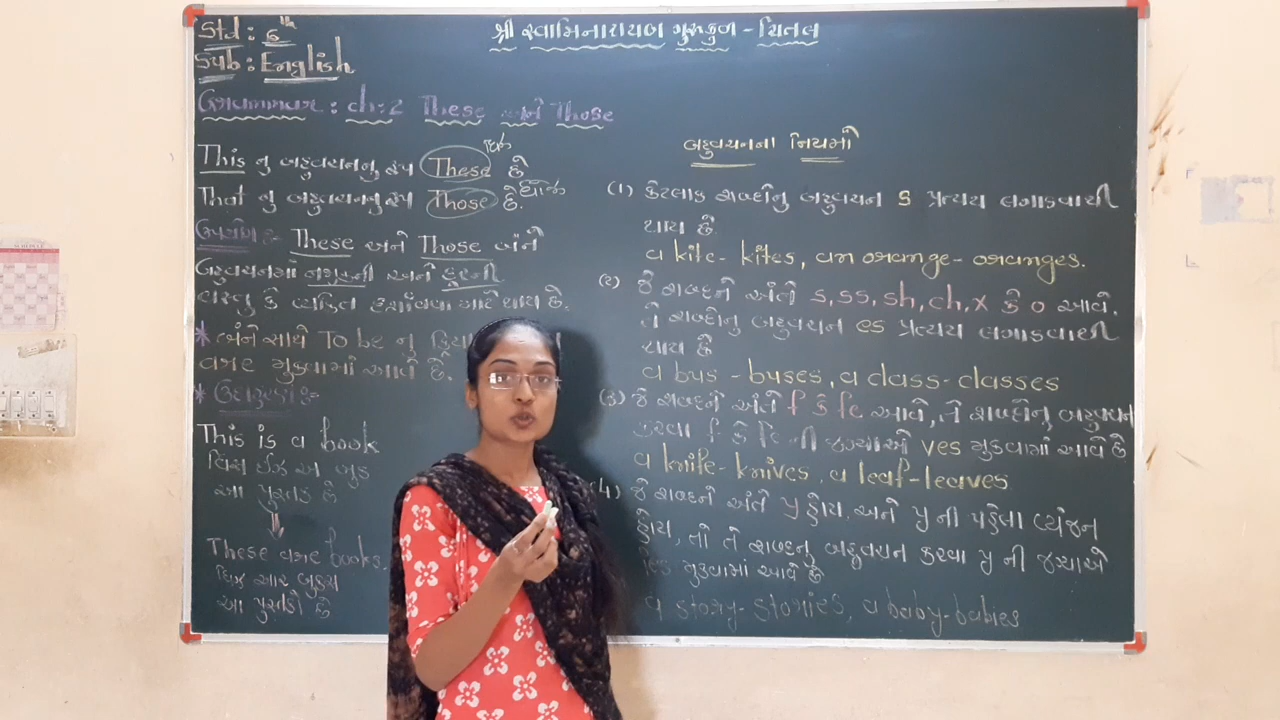 શ્રી સ્વામિનારાયણ ગુરુકુળ - ચિતલ
Std : 6th
Sub : English
Grammar : ch:2 These અને Those
This નુ બહુવચનનુ રૂપ These છે
ધીઝ
That નુ બહુવચનનુ રૂપ Those છે.
ધોઝ
ઉપયોગ :- These અને Those બંને
બહુવચનમાં નજીકની અને દુરની
વસ્તુ કે વ્યક્તિ દર્શાવવા માટે થાય છે.
* બંને સાથે To be નુ
are મુકવામાં આવે છે.
* ઉદાહરણો :-
This is a book
ધિસ ઈઝ અ બુક
આ પુસ્તક છે
These are books.
ધિઝ આર બુક્સ
આ પુસ્તકો છે
બહુવચનના નિયમો
(1) કેટલાક શબ્દોનુ બહુવચન s પ્રત્યય લગાડવાથી
થાય છે.
a kite - kites, an orange - oranges.
(2) જે શબ્દને અંતે s, ss, sh, ch, x કે o આવે.
તે શબ્દોનુ બહુવચન es પ્રત્યય લગાડવાથી
થાય છે
a bus - buses, a class - classes
(3) જે શબ્દને અંતે f કે fe આવે, તે શબ્દોનુ બહુવચન
કરવા f કે fe ની જગ્યાએ ves મુકવામાં આવે છે
a knife - knives, a leaf - leaves.
(4) જે શબ્દને અંતે y હોય અને y ની પહેલા વ્યંજન
હોય, તો તે શબ્દનુ બહુવચન કરવા y ની જગ્યાએ
ies મુકવામાં આવે છે
a story - stories, a baby - babies